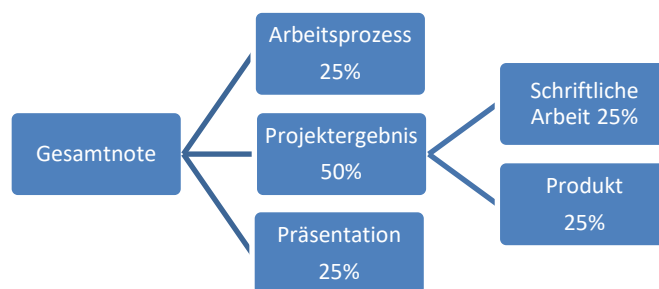 Arbeitsprozess
25%
Gesamtnote
Projektergebnis
50%
Präsentation
25%
Schriftliche
Arbeit 25%
Produkt
25%